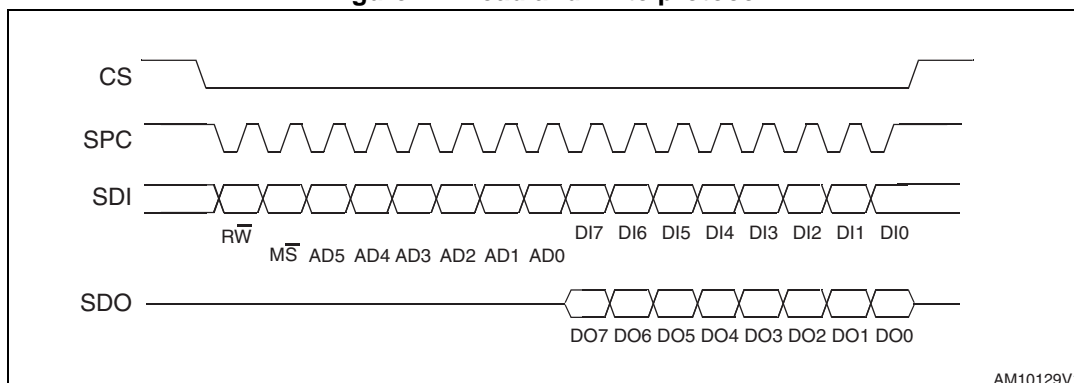 CS
SPC
SDI
RW̅ DI7 DI6 DI5 DI4 DI3 DI2 DI1 DI0
MS̅ AD5 AD4 AD3 AD2 AD1 AD0
SDO
DO7 DO6 DO5 DO4 DO3 DO2 DO1 DO0